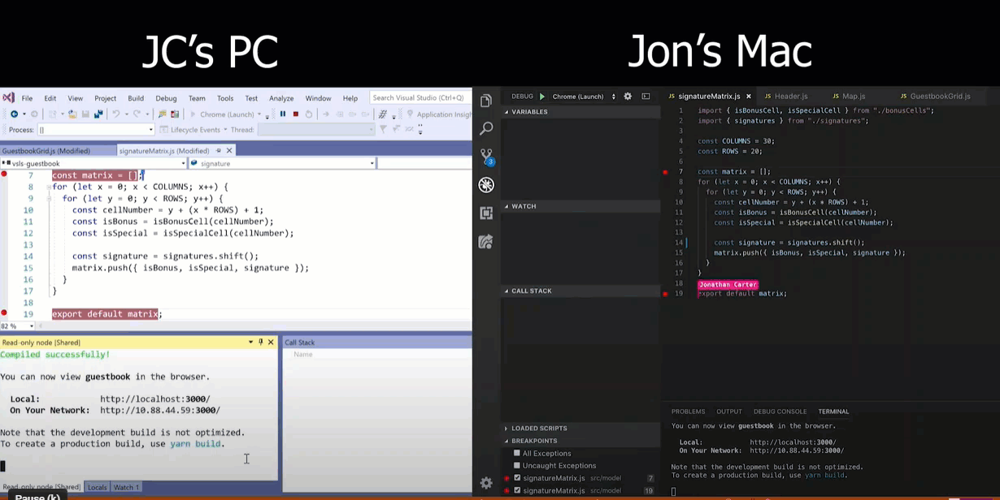 JC's PC
Jon's Mac
File Edit View Project Build Debug Team Tools Test Analyze Window Help Search Visual Studio (Ctrl+Q)
Chrome (Launch) Application Insigh
Process: [] Lifecycle Events Thread:
GuestbookGrid.js (Modified) signatureMatrix.js (Modified)
vsls-guestbook signature
7 const matrix = [];
8 for (let x = 0; x < COLUMNS; x++) {
9 for (let y = 0; y < ROWS; y++) {
10 const cellNumber = y + (x * ROWS) + 1;
11 const isBonus = isBonusCell(cellNumber);
12 const isSpecial = isSpecialCell(cellNumber);
13
14 const signature = signatures.shift();
15 matrix.push({ isBonus, isSpecial, signature });
16 }
17 }
18
19 export default matrix;
82 %
Read-only node [Shared]
Compiled successfully!
You can now view guestbook in the browser.
Local: http://localhost:3000/
On Your Network: http://10.88.44.59:3000/
Note that the development build is not optimized.
To create a production build, use yarn build.
Read-only node [Shared] Locals Watch 1
Pause (k)
Call Stack
Name
DEBUG Chrome (Launch)
VARIABLES
3
WATCH
CALL STACK
LOADED SCRIPTS
BREAKPOINTS
All Exceptions
Uncaught Exceptions
signatureMatrix.js src/model 7
signatureMatrix.js src/model 19
JS signatureMatrix.js JS Header.js JS Map.js JS GuestbookGrid.js
1 import { isBonusCell, isSpecialCell } from "./bonusCells";
2 import { signatures } from "./signatures";
3
4 const COLUMNS = 30;
5 const ROWS = 20;
6
7 const matrix = [];
8 for (let x = 0; x < COLUMNS; x++) {
9 for (let y = 0; y < ROWS; y++) {
10 const cellNumber = y + (x * ROWS) + 1;
11 const isBonus = isBonusCell(cellNumber);
12 const isSpecial = isSpecialCell(cellNumber);
13
14 const signature = signatures.shift();
15 matrix.push({ isBonus, isSpecial, signature });
16 }
17 }
18 Jonathan Carter
19 export default matrix;
PROBLEMS OUTPUT DEBUG CONSOLE TERMINAL
You can now view guestbook in the browser.
Local: http://localhost:3000/
On Your Network: http://10.88.44.59:3000/
Note that the development build is not optimized.
To create a production build, use yarn build.